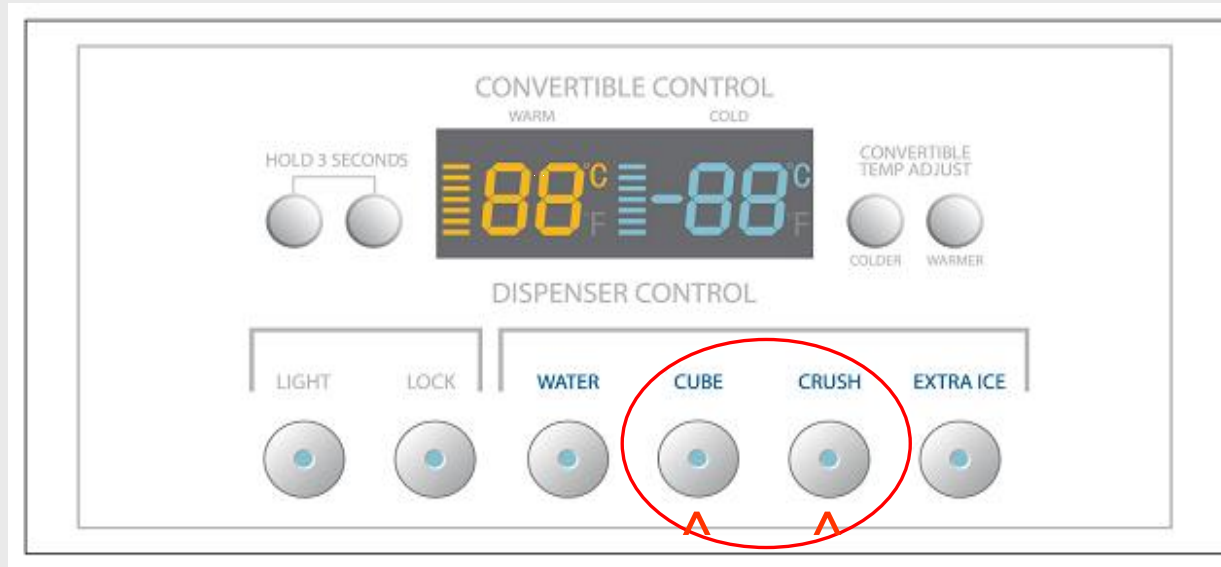 CONVERTIBLE CONTROL
WARM COLD
HOLD 3 SECONDS
88 °C °F
-88 °C °F
CONVERTIBLE
TEMP ADJUST
COLDER WARMER
DISPENSER CONTROL
LIGHT LOCK WATER CUBE CRUSH EXTRA ICE
^ ^